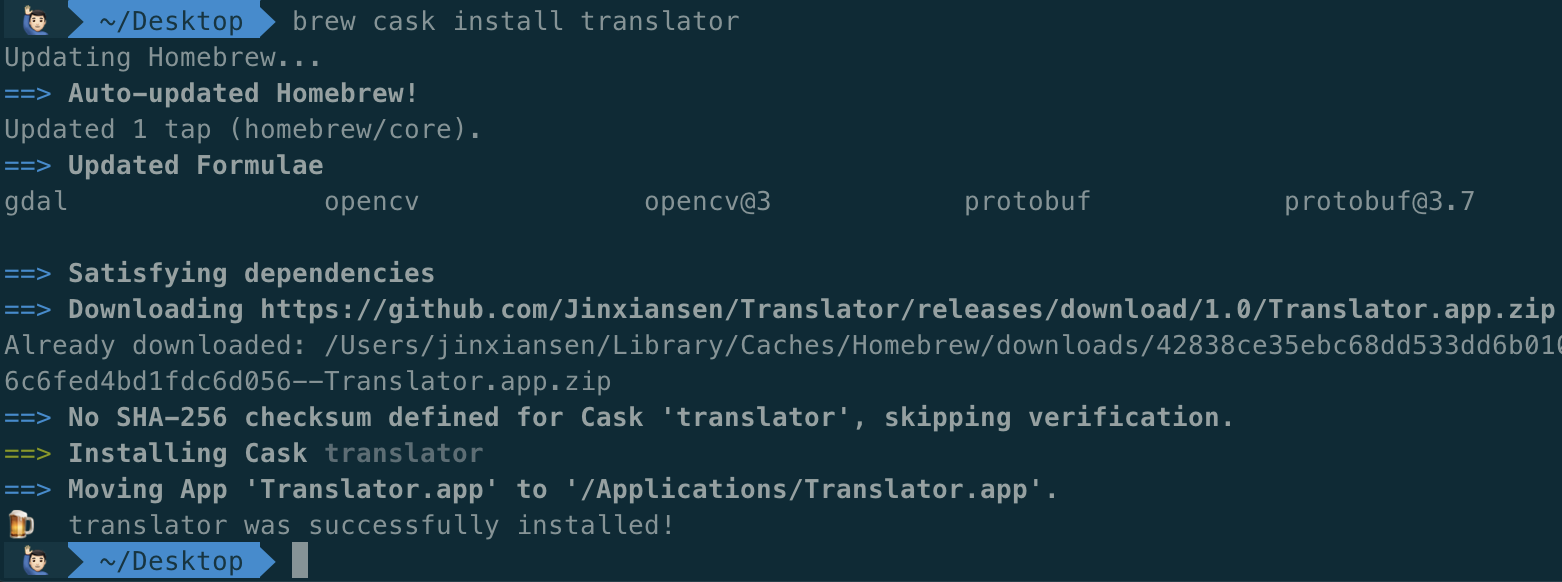 ~/Desktop brew cask install translator
Updating Homebrew...
==> Auto-updated Homebrew!
Updated 1 tap (homebrew/core).
==> Updated Formulae
gdal opencv opencv@3 protobuf protobuf@3.7
==> Satisfying dependencies
==> Downloading https://github.com/Jinxiansen/Translator/releases/download/1.0/Translator.app.zip
Already downloaded: /Users/jinxiansen/Library/Caches/Homebrew/downloads/42838ce35ebc68dd533dd6b010
6c6fed4bd1fdc6d056--Translator.app.zip
==> No SHA-256 checksum defined for Cask 'translator', skipping verification.
==> Installing Cask translator
==> Moving App 'Translator.app' to '/Applications/Translator.app'.
🍺 translator was successfully installed!
~/Desktop